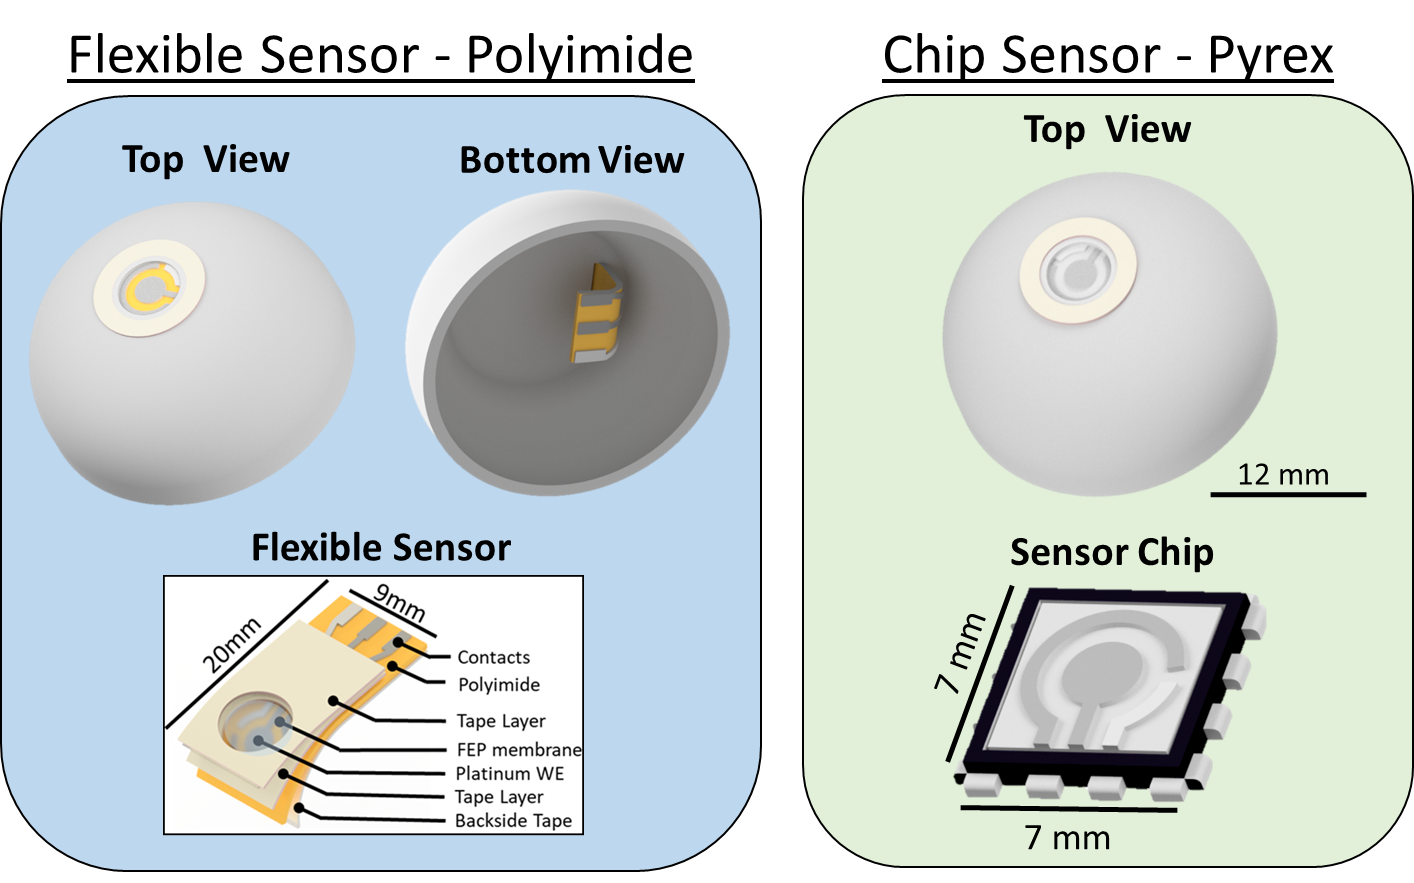 Flexible Sensor - Polyimide
Top View
Bottom View
Flexible Sensor
20mm
9mm
Contacts
Polyimide
Tape Layer
FEP membrane
Platinum WE
Tape Layer
Backside Tape
Chip Sensor - Pyrex
Top View
12 mm
Sensor Chip
7 mm
7 mm